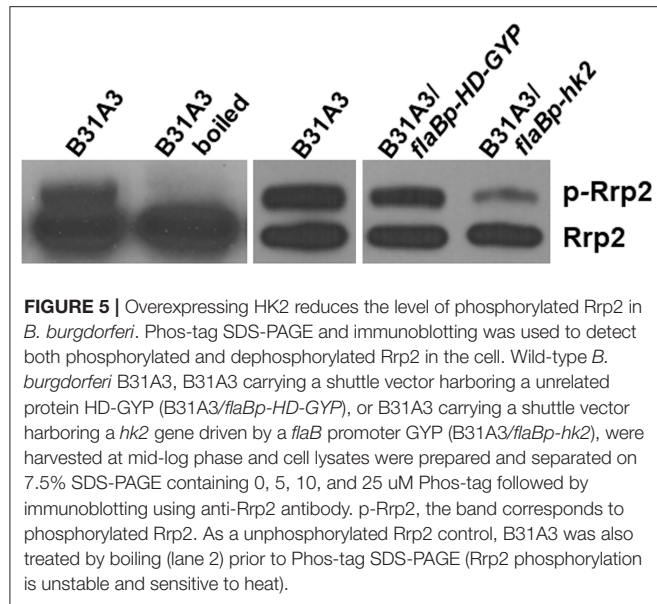 B31A3
B31A3
boiled
B31A3
B31A3/
flaBp-HD-GYP
B31A3/
flaBp-hk2
p-Rrp2
Rrp2
FIGURE 5 | Overexpressing HK2 reduces the level of phosphorylated Rrp2 in
B. burgdorferi. Phos-tag SDS-PAGE and immunoblotting was used to detect
both phosphorylated and dephosphorylated Rrp2 in the cell. Wild-type B.
burgdorferi B31A3, B31A3 carrying a shuttle vector harboring a unrelated
protein HD-GYP (B31A3/flaBp-HD-GYP), or B31A3 carrying a shuttle vector
harboring a hk2 gene driven by a flaB promoter GYP (B31A3/flaBp-hk2), were
harvested at mid-log phase and cell lysates were prepared and separated on
7.5% SDS-PAGE containing 0, 5, 10, and 25 uM Phos-tag followed by
immunoblotting using anti-Rrp2 antibody. p-Rrp2, the band corresponds to
phosphorylated Rrp2. As a unphosphorylated Rrp2 control, B31A3 was also
treated by boiling (lane 2) prior to Phos-tag SDS-PAGE (Rrp2 phosphorylation
is unstable and sensitive to heat).